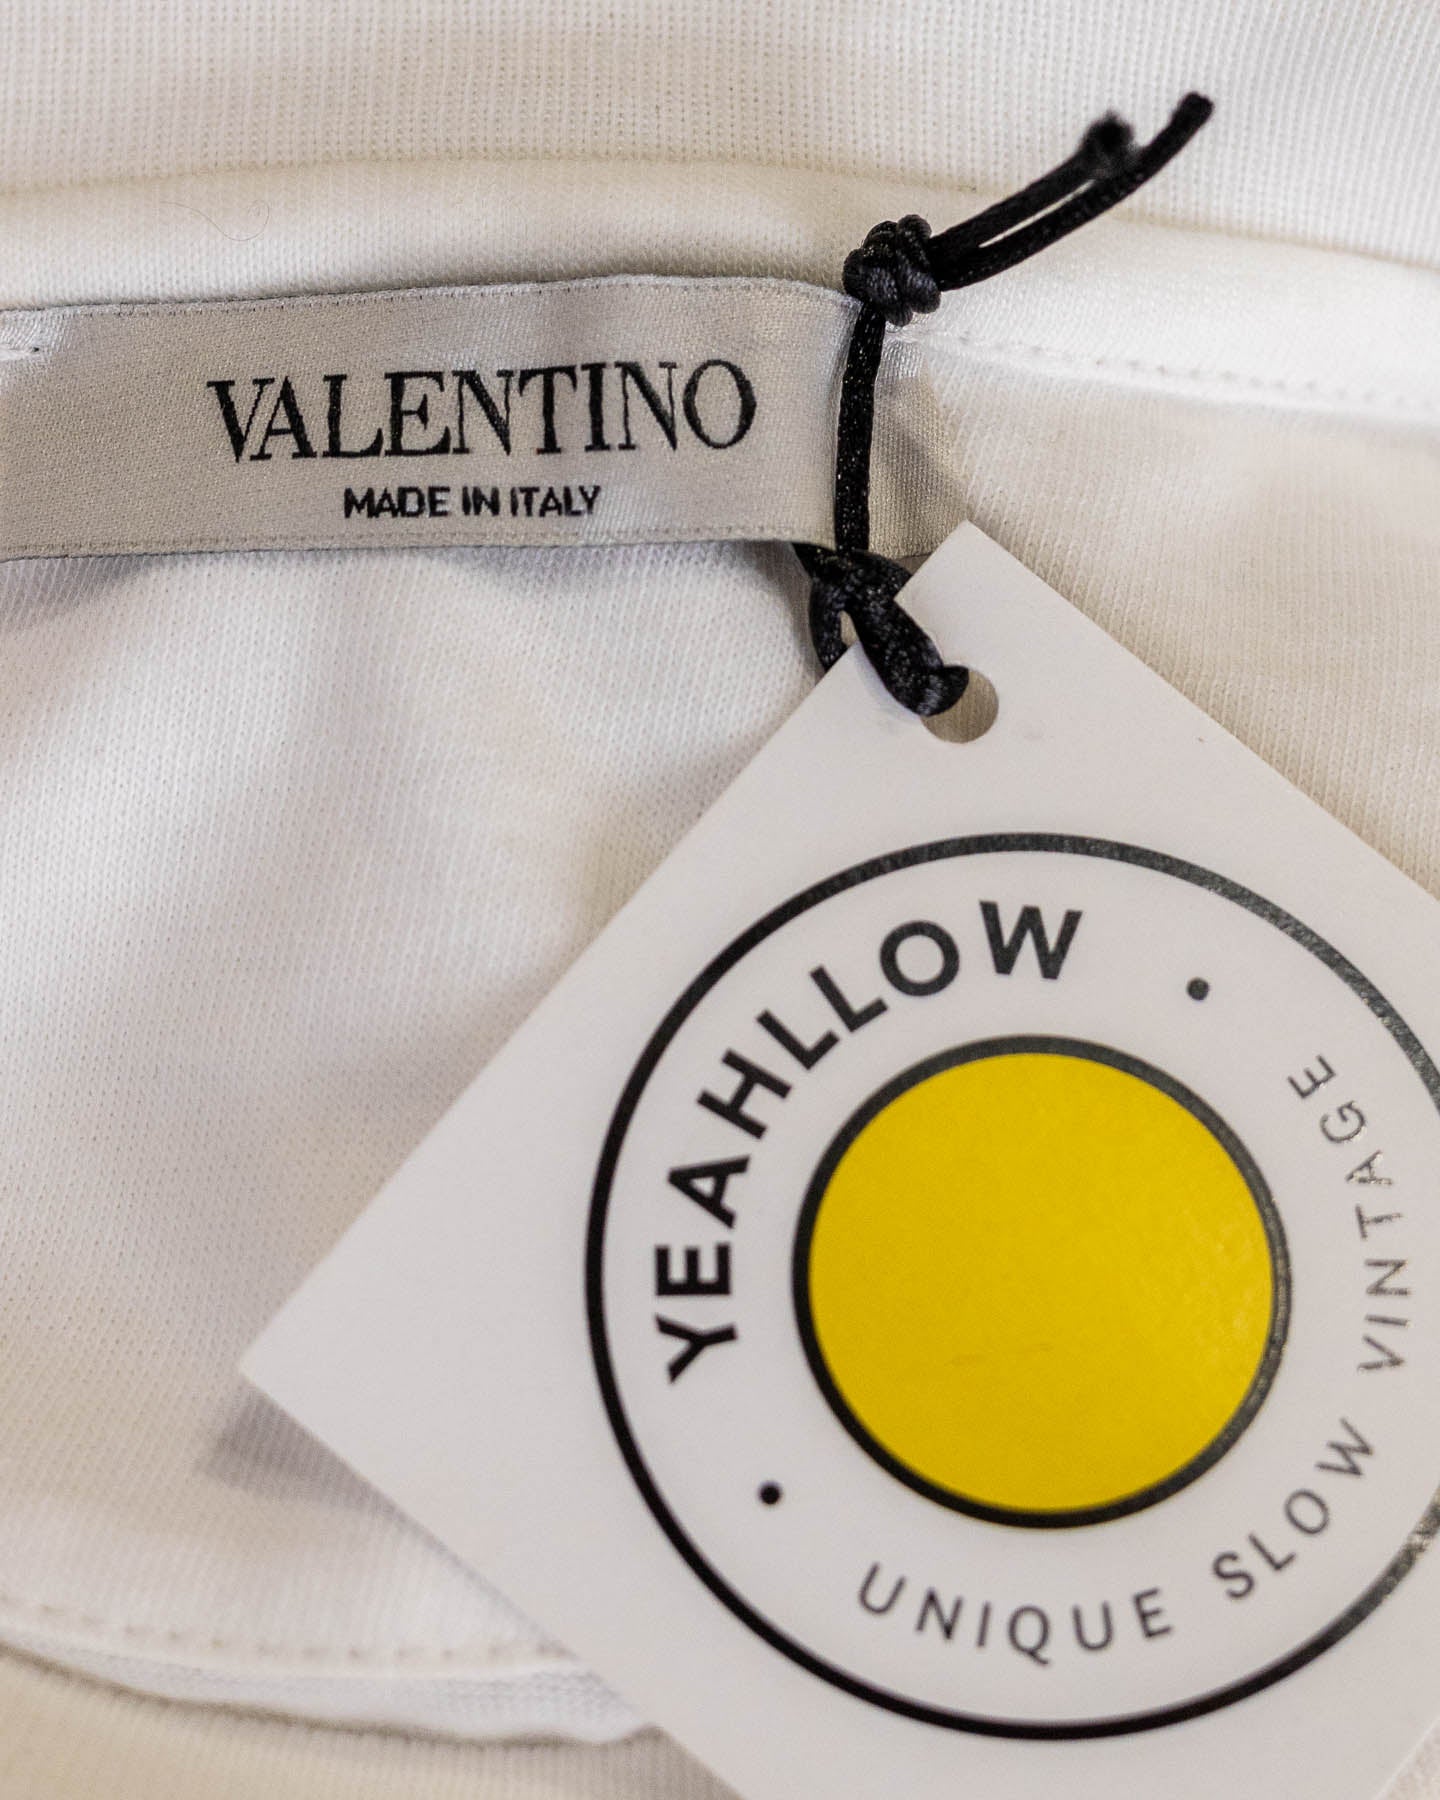 VALENTINO
MADE IN ITALY
YEAHLLOW
• UNIQUE SLOW VINTAGE •